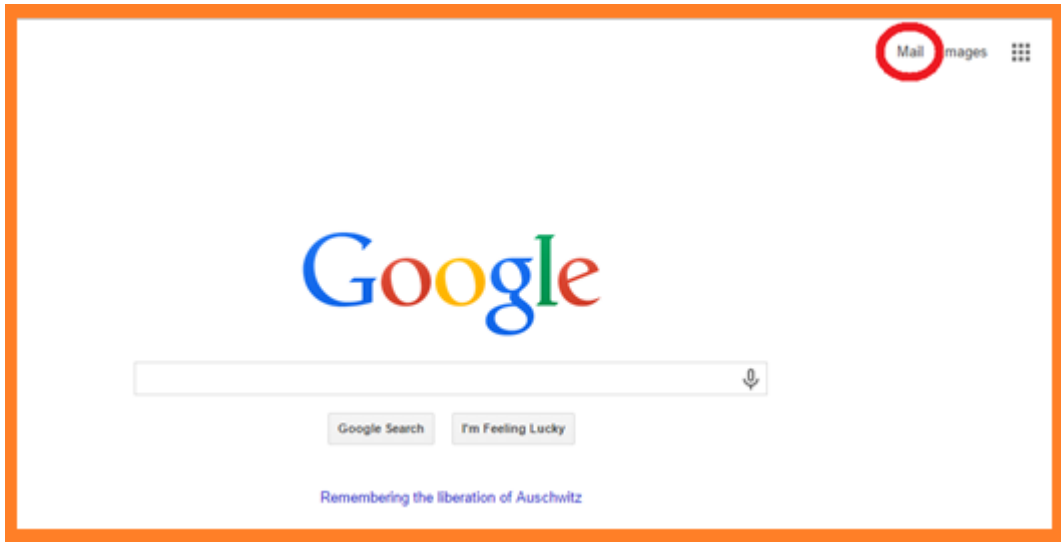 Mail mages
Google
Google Search I'm Feeling Lucky
Remembering the liberation of Auschwitz